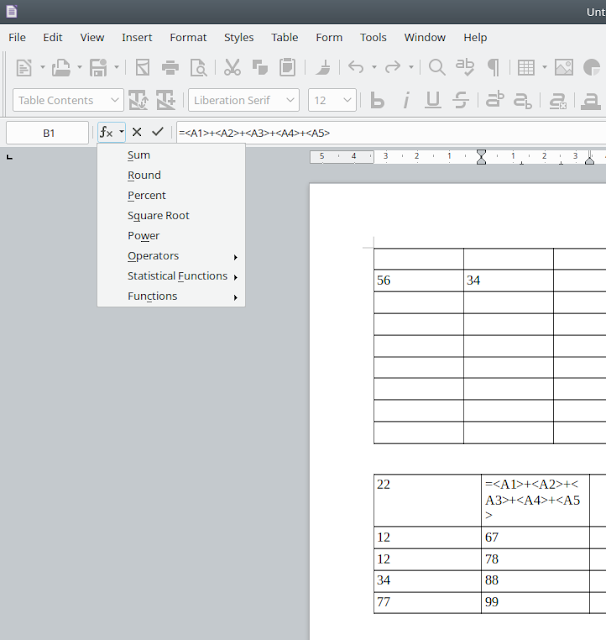 Unt
File Edit View Insert Format Styles Table Form Tools Window Help
Table Contents Liberation Serif 12 b i U S
B1 fx =<A1>+<A2>+<A3>+<A4>+<A5>
Sum
Round
Percent
Square Root
Power
Operators
Statistical Functions
Functions
5 4 3 2 1 1 2 3
56 34
22 =<A1>+<A2>+<
A3>+<A4>+<A5
>
12 67
12 78
34 88
77 99